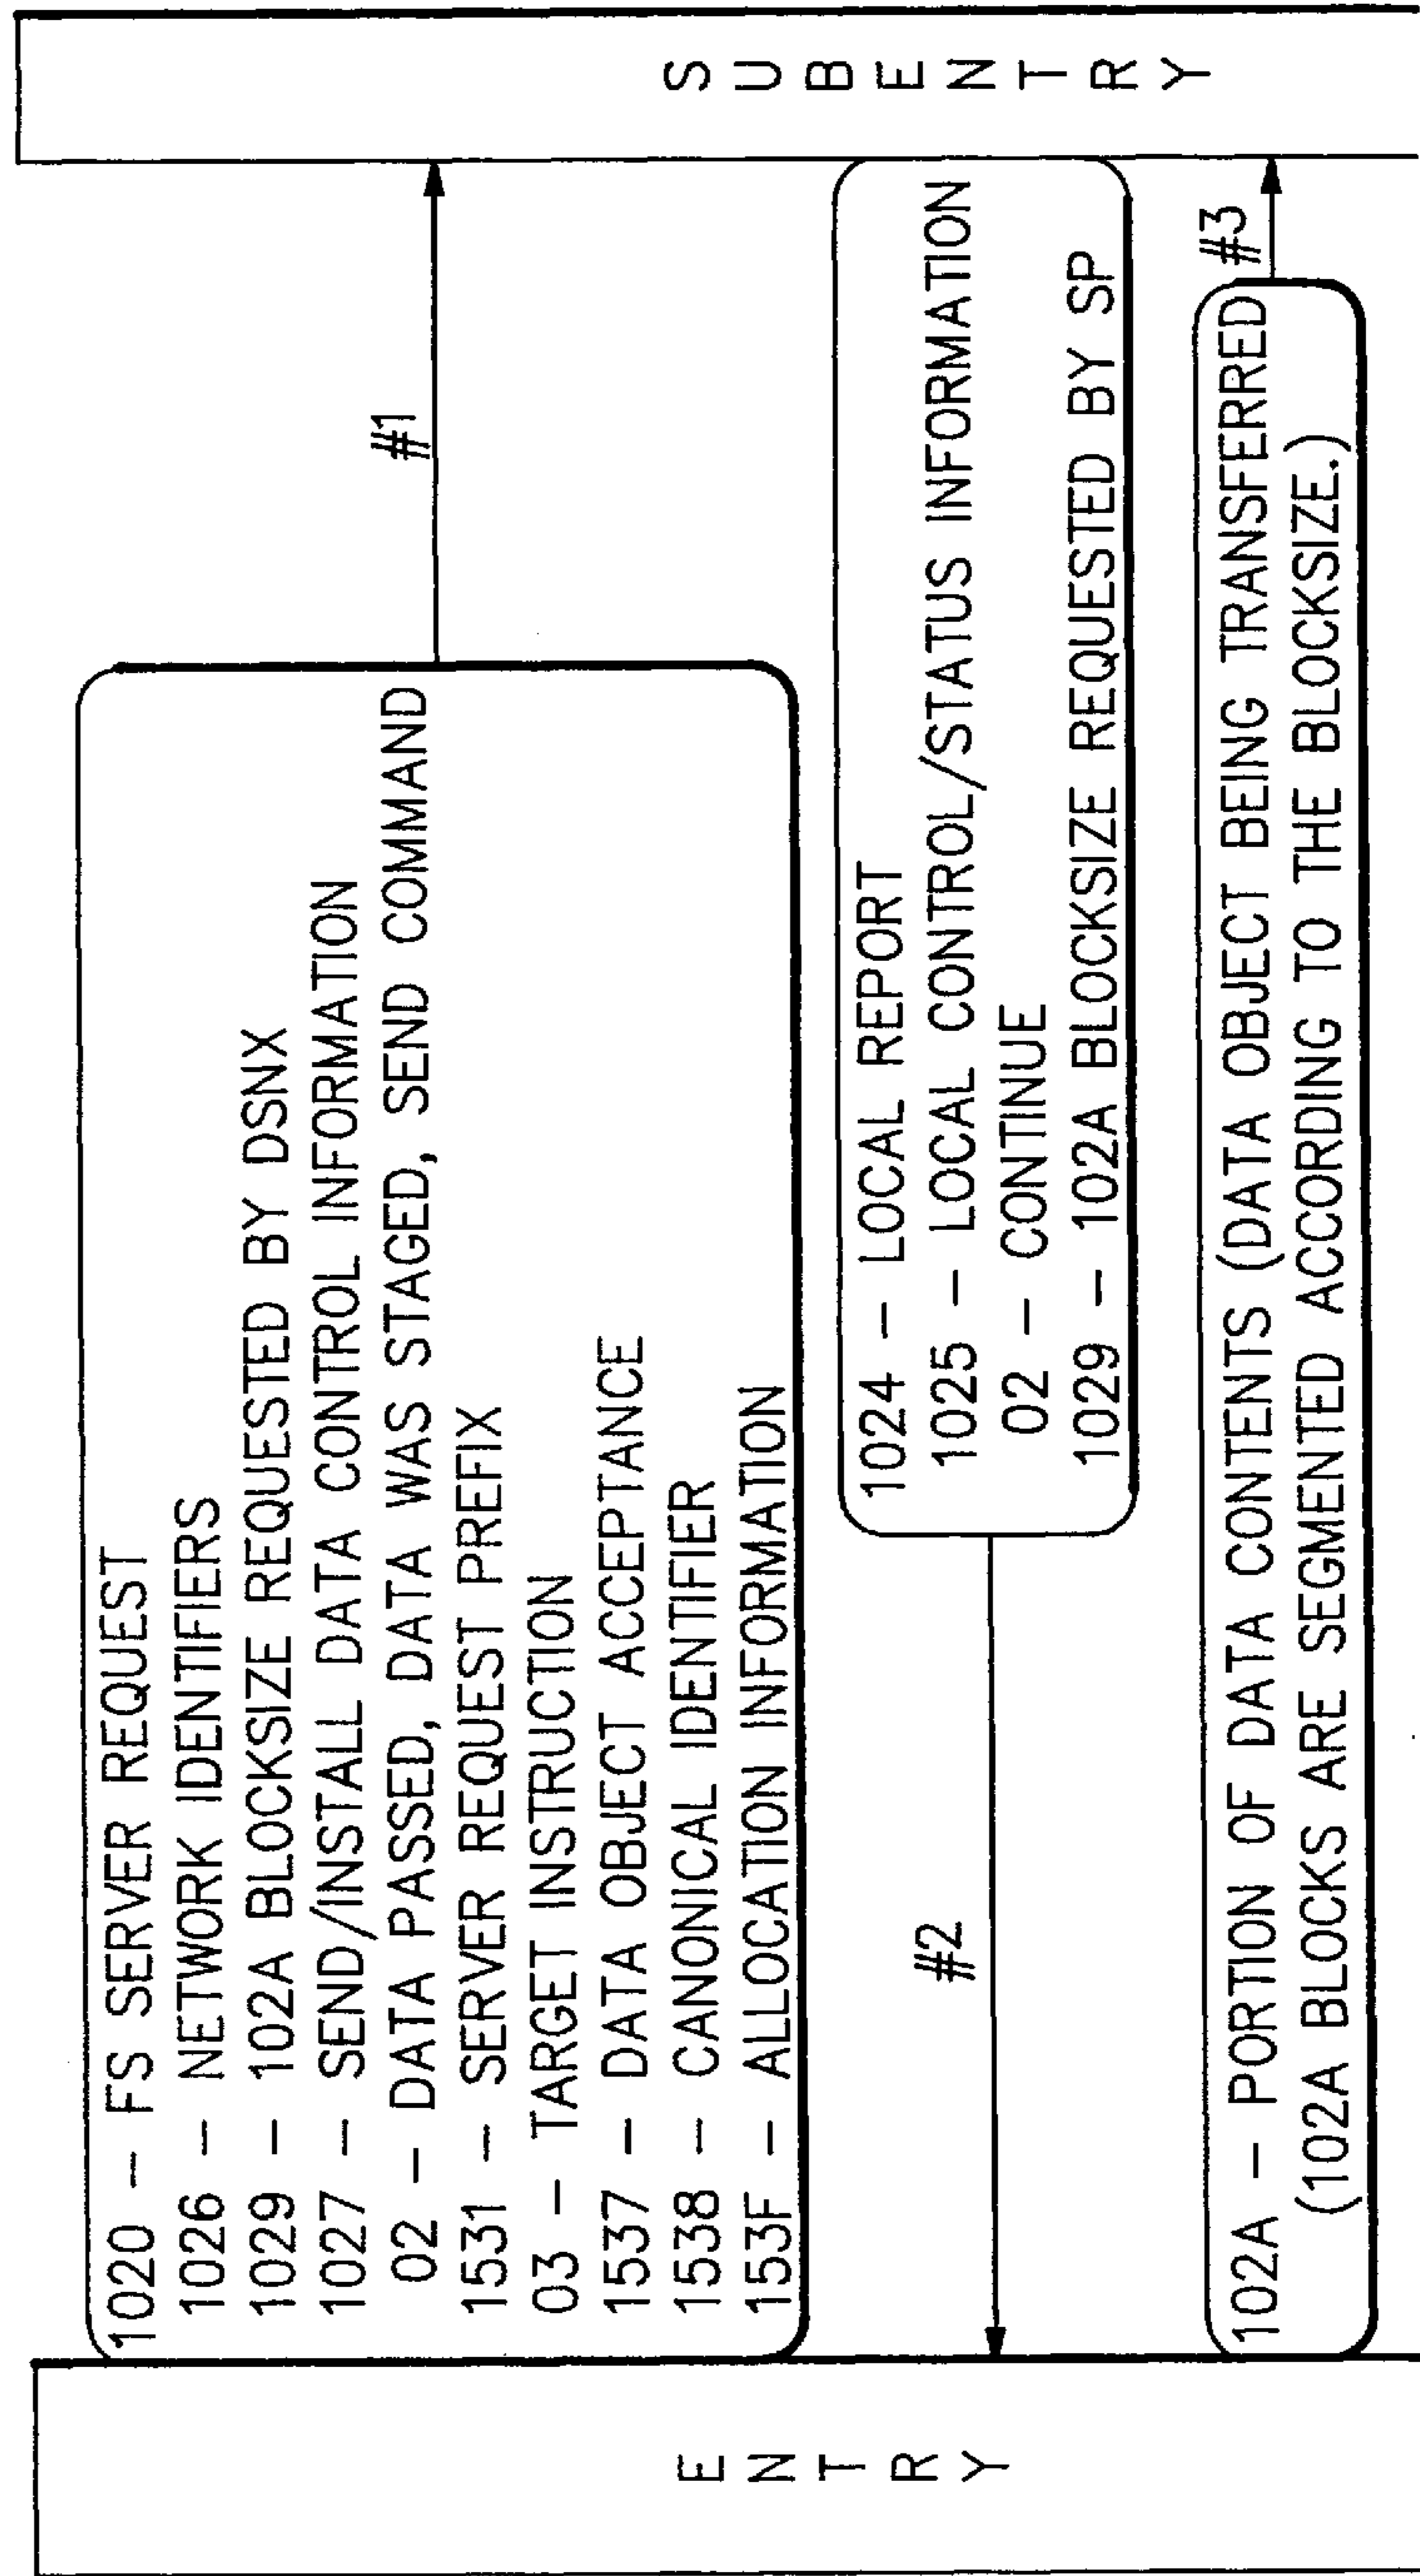 ENTRY
1020 – FS SERVER REQUEST
1026 – NETWORK IDENTIFIERS
1029 – 102A BLOCKSIZE REQUESTED BY DSNX
1027 – SEND/INSTALL DATA CONTROL INFORMATION
02 – DATA PASSED, DATA WAS STAGED, SEND COMMAND
1531 – SERVER REQUEST PREFIX
03 – TARGET INSTRUCTION
1537 – DATA OBJECT ACCEPTANCE
1538 – CANONICAL IDENTIFIER
153F – ALLOCATION INFORMATION
#1
SUBENTRY
#2
1024 – LOCAL REPORT
1025 – LOCAL CONTROL/STATUS INFORMATION
02 – CONTINUE
1029 – 102A BLOCKSIZE REQUESTED BY SP
102A – PORTION OF DATA CONTENTS (DATA OBJECT BEING TRANSFERRED
(102A BLOCKS ARE SEGMENTED ACCORDING TO THE BLOCKSIZE.)
#3